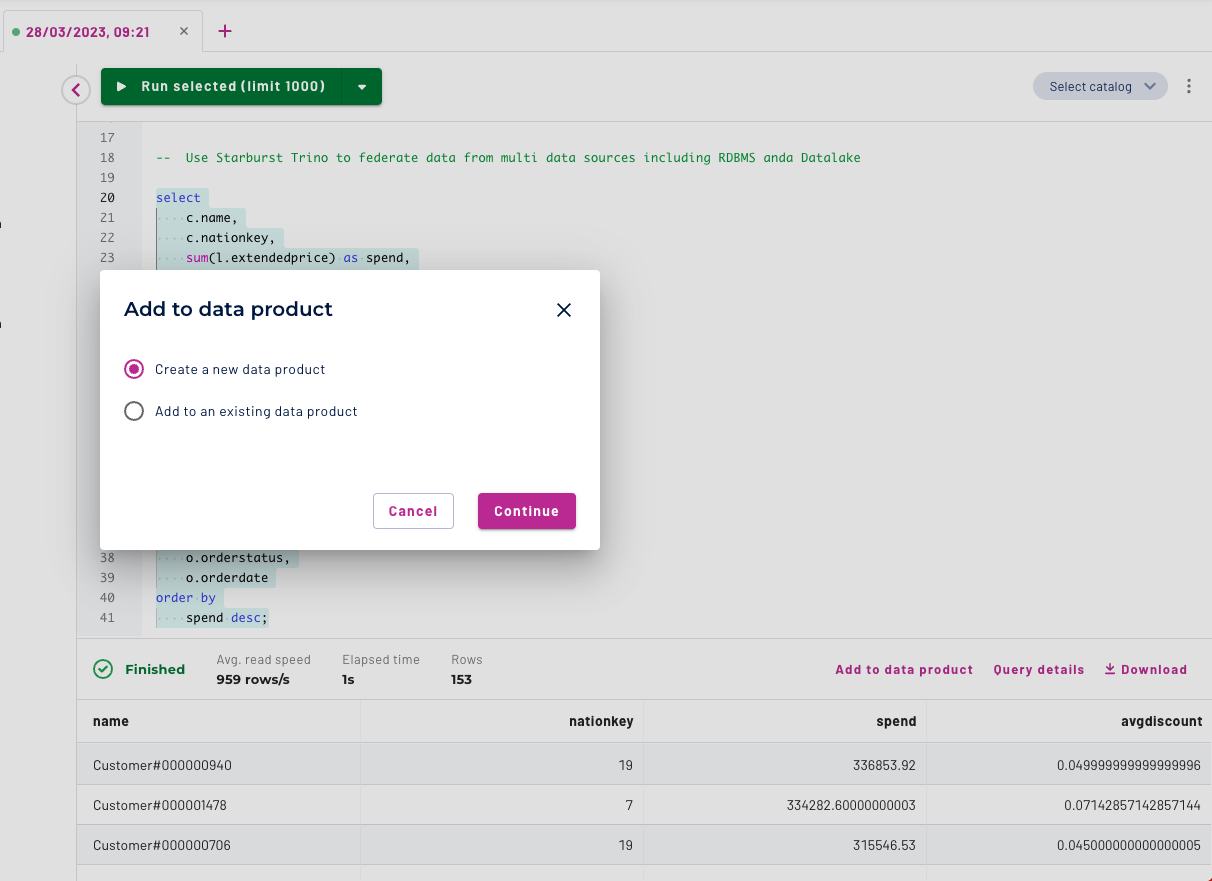 28/03/2023, 09:21
Run selected (limit 1000)
Select catalog
17
18 -- Use Starburst Trino to federate data from multi data sources including RDBMS anda Datalake
19
20 select
21 c.name,
22 c.nationkey,
23 sum(l.extendedprice) as spend,
Add to data product
Create a new data product
Add to an existing data product
Cancel Continue
38 o.orderstatus,
39 o.orderdate
40 order by
41 spend desc;
Finished
Avg. read speed Elapsed time Rows
959 rows/s 1s 153
Add to data product Query details Download
name nationkey spend avgdiscount
Customer#000000940 19 336853.92 0.049999999999999996
Customer#000001478 7 334282.60000000003 0.07142857142857144
Customer#000000706 19 315546.53 0.045000000000000005